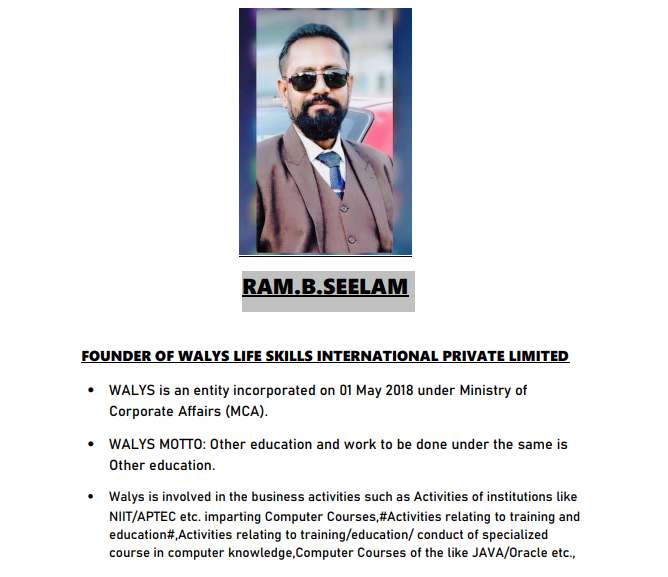 RAM.B.SEELAM
FOUNDER OF WALYS LIFE SKILLS INTERNATIONAL PRIVATE LIMITED
• WALYS is an entity incorporated on 01 May 2018 under Ministry of
Corporate Affairs (MCA).
• WALYS MOTTO: Other education and work to be done under the same is
Other education.
• Walys is involved in the business activities such as Activities of institutions like
NIIT/APTEC etc. imparting Computer Courses,#Activities relating to training and
education#,Activities relating to training/education/ conduct of specialized
course in computer knowledge,Computer Courses of the like JAVA/Oracle etc.,